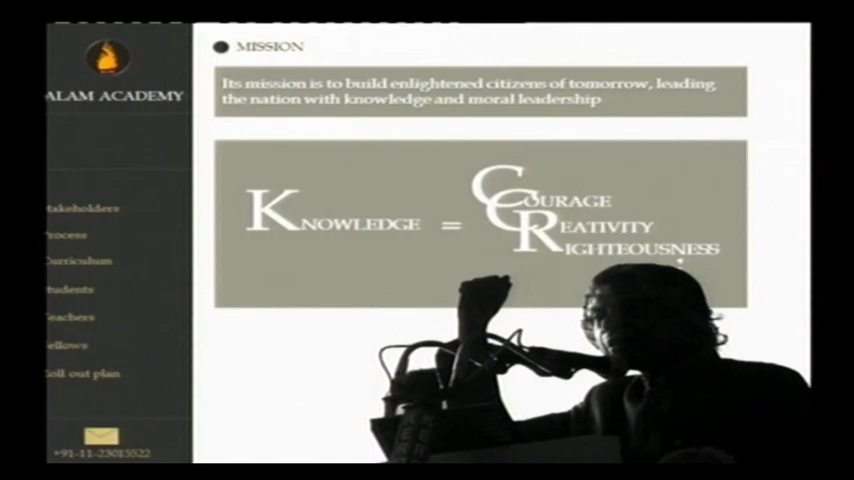 ALAM ACADEMY
takeholders
rocess
urriculum
tudents
eachers
ellows
oll out plan
+91-11-23015522
MISSION
Its mission is to build enlightened citizens of tomorrow, leading
the nation with knowledge and moral leadership
KNOWLEDGE = COURAGE
CREATIVITY
RIGHTEOUSNESS